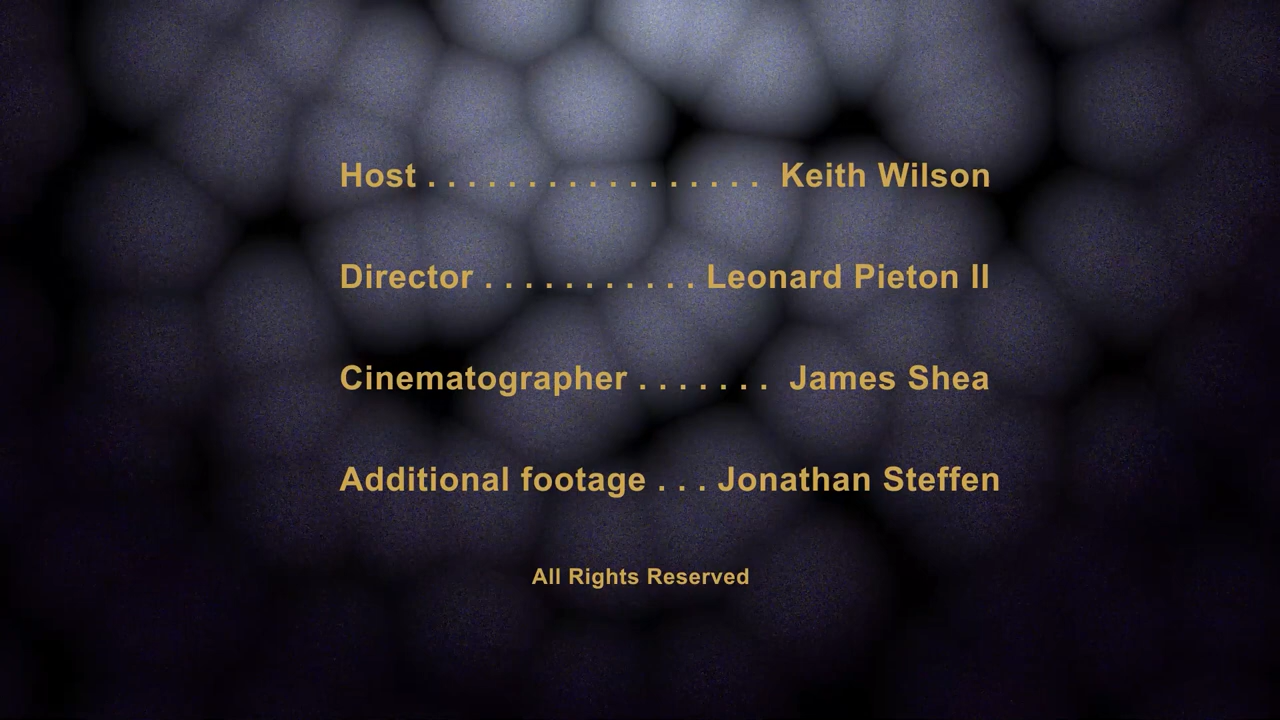 Host . . . . . . . . . . . . . . . . . Keith Wilson
Director . . . . . . . . . . . Leonard Pieton II
Cinematographer . . . . . . . James Shea
Additional footage . . . Jonathan Steffen
All Rights Reserved